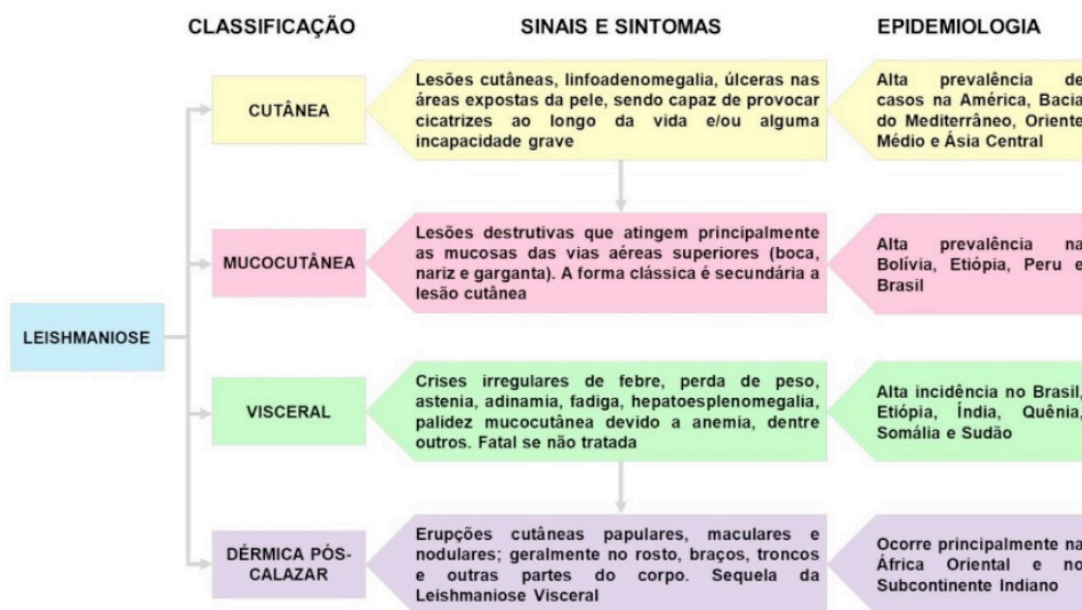 CLASSIFICAÇÃO
SINAIS E SINTOMAS
EPIDEMIOLOGIA
LEISHMANIOSE
CUTÂNEA
Lesões cutâneas, linfoadenomegalia, úlceras nas
áreas expostas da pele, sendo capaz de provocar
cicatrizes ao longo da vida e/ou alguma
incapacidade grave
Alta prevalência de
casos na América, Bacia
do Mediterrâneo, Oriente
Médio e Ásia Central
MUCOCUTÂNEA
Lesões destrutivas que atingem principalmente
as mucosas das vias aéreas superiores (boca,
nariz e garganta). A forma clássica é secundária a
lesão cutânea
Alta prevalência na
Bolívia, Etiópia, Peru e
Brasil
VISCERAL
Crises irregulares de febre, perda de peso,
astenia, adinamia, fadiga, hepatoesplenomegalia,
palidez mucocutânea devido a anemia, dentre
outros. Fatal se não tratada
Alta incidência no Brasil,
Etiópia, Índia, Quênia,
Somália e Sudão
DÉRMICA PÓS-
CALAZAR
Erupções cutâneas papulares, maculares e
nodulares; geralmente no rosto, braços, troncos
e outras partes do corpo. Sequela da
Leishmaniose Visceral
Ocorre principalmente na
África Oriental e no
Subcontinente Indiano